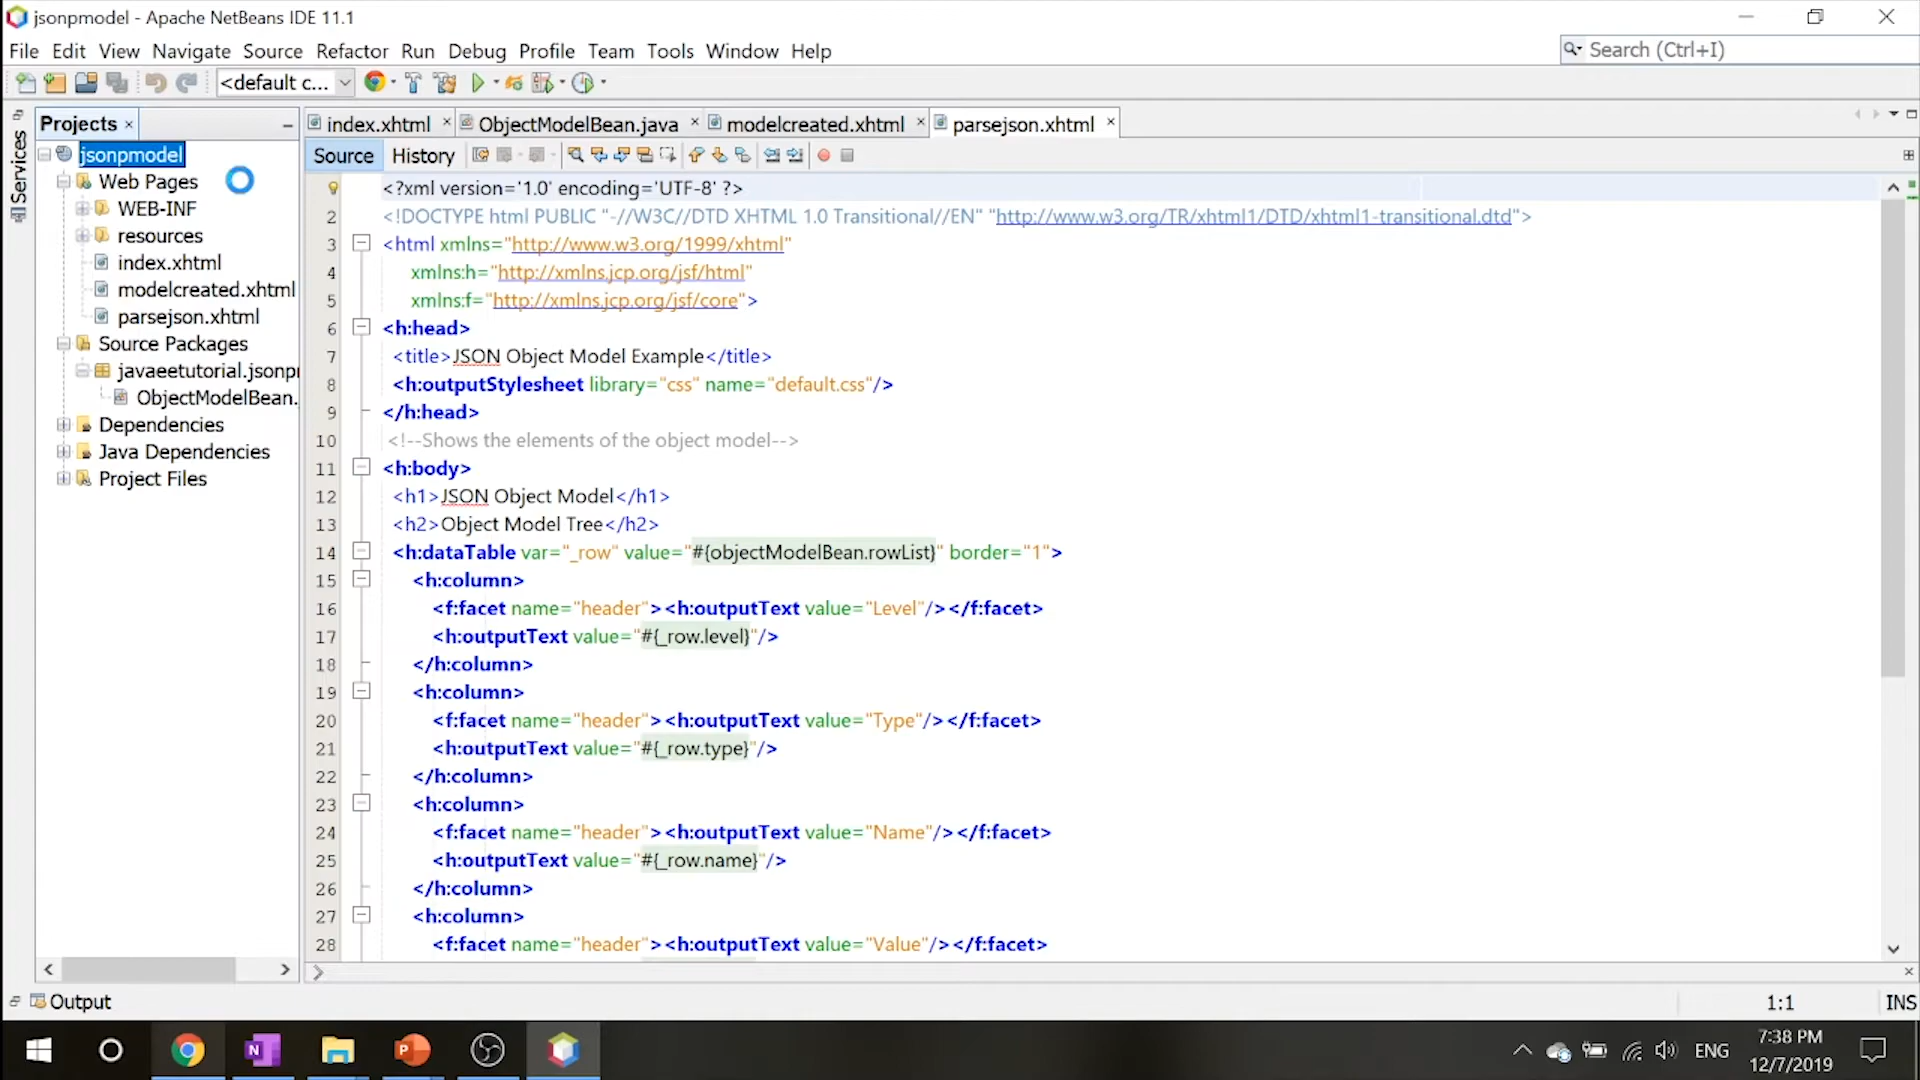 jsonpmodel - Apache NetBeans IDE 11.1
File Edit View Navigate Source Refactor Run Debug Profile Team Tools Window Help
Search (Ctrl+I)
<default c...
Services
Projects
jsonpmodel
Web Pages
WEB-INF
resources
index.xhtml
modelcreated.xhtml
parsejson.xhtml
Source Packages
javaeetutorial.jsonp
ObjectModelBean.
Dependencies
Java Dependencies
Project Files
index.xhtml ObjectModelBean.java modelcreated.xhtml parsejson.xhtml
Source History
<?xml version='1.0' encoding='UTF-8' ?>
2 <!DOCTYPE html PUBLIC "-//W3C//DTD XHTML 1.0 Transitional//EN" "http://www.w3.org/TR/xhtml1/DTD/xhtml1-transitional.dtd">
3 <html xmlns="http://www.w3.org/1999/xhtml"
4 xmlns:h="http://xmlns.jcp.org/jsf/html"
5 xmlns:f="http://xmlns.jcp.org/jsf/core">
6 <h:head>
7 <title>JSON Object Model Example</title>
8 <h:outputStylesheet library="css" name="default.css"/>
9 </h:head>
10 <!--Shows the elements of the object model-->
11 <h:body>
12 <h1>JSON Object Model</h1>
13 <h2>Object Model Tree</h2>
14 <h:dataTable var="_row" value="#{objectModelBean.rowList}" border="1">
15 <h:column>
16 <f:facet name="header"><h:outputText value="Level"/></f:facet>
17 <h:outputText value="#{_row.level}"/>
18 </h:column>
19 <h:column>
20 <f:facet name="header"><h:outputText value="Type"/></f:facet>
21 <h:outputText value="#{_row.type}"/>
22 </h:column>
23 <h:column>
24 <f:facet name="header"><h:outputText value="Name"/></f:facet>
25 <h:outputText value="#{_row.name}"/>
26 </h:column>
27 <h:column>
28 <f:facet name="header"><h:outputText value="Value"/></f:facet>
Output
1:1 INS
ENG
7:38 PM
12/7/2019